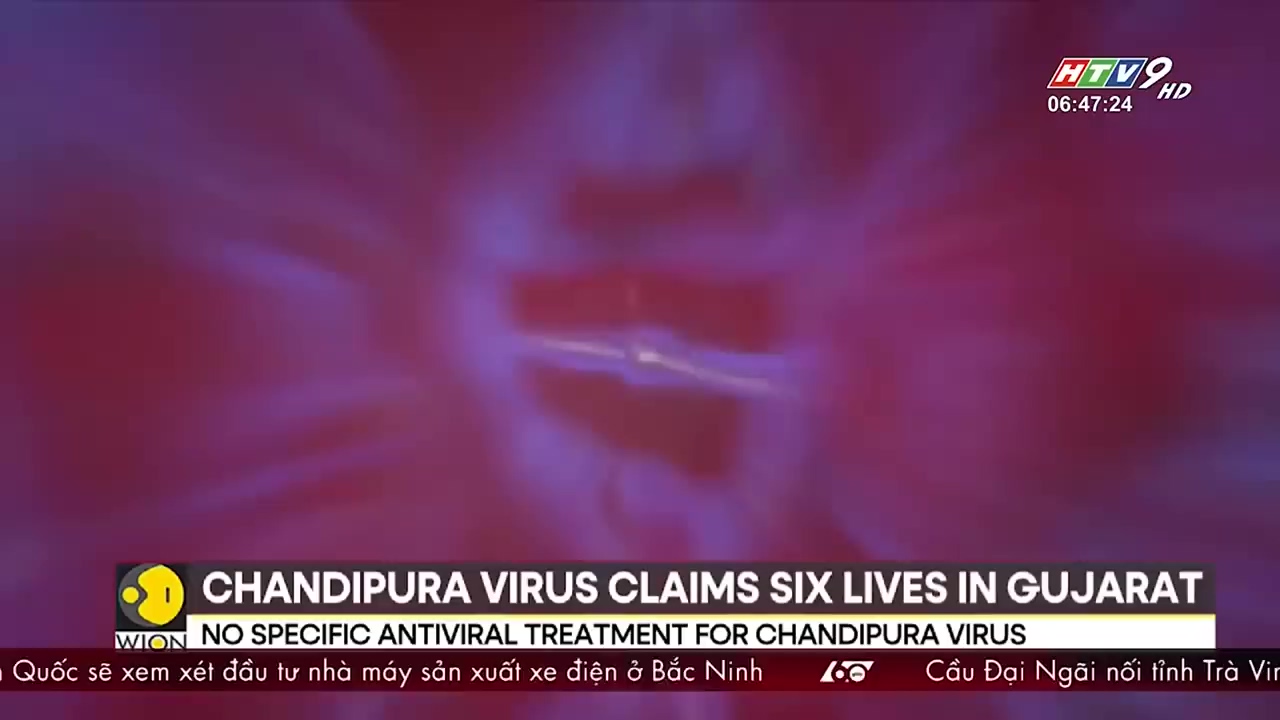 HTV9 HD
06:47:24
CHANDIPURA VIRUS CLAIMS SIX LIVES IN GUJARAT
WION
NO SPECIFIC ANTIVIRAL TREATMENT FOR CHANDIPURA VIRUS
Quốc sẽ xem xét đầu tư nhà máy sản xuất xe điện ở Bắc Ninh
Cầu Đại Ngãi nối tỉnh Trà